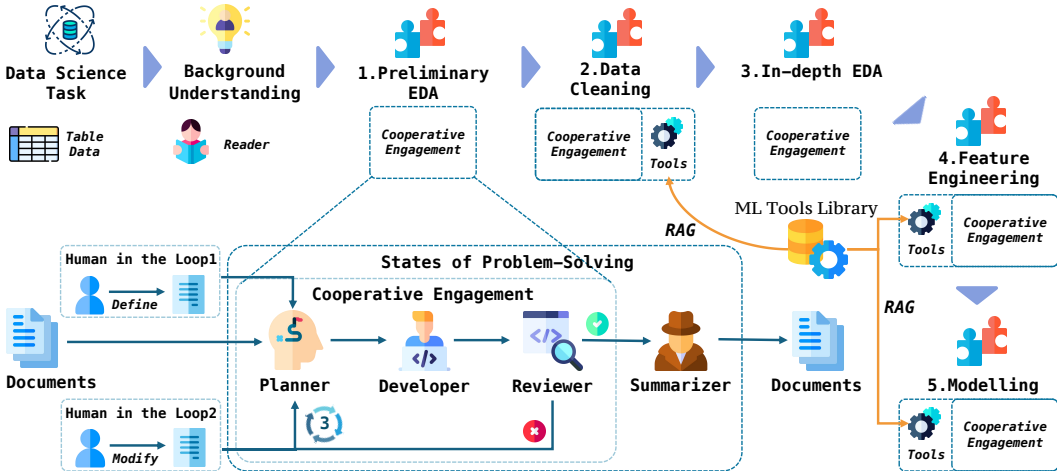 Data Science
Task
Background
Understanding
1.Preliminary
EDA
2.Data
Cleaning
3.In-depth EDA
Table
Data
Reader
Cooperative
Engagement
Cooperative
Engagement
Tools
Cooperative
Engagement
4.Feature
Engineering
Tools
Cooperative
Engagement
ML Tools Library
RAG
RAG
5.Modelling
Tools
Cooperative
Engagement
Human in the Loop1
Define
States of Problem-Solving
Cooperative Engagement
</>
</>
Documents
Planner
Developer
Reviewer
Summarizer
Documents
Human in the Loop2
Modify
3